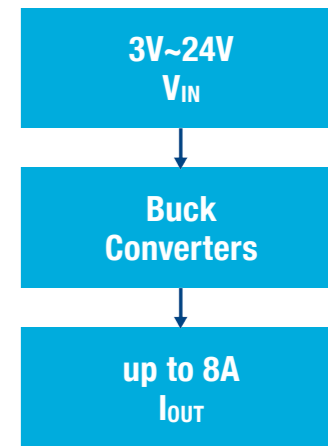 3V~24V
VIN
Buck
Converters
up to 8A
IOUT